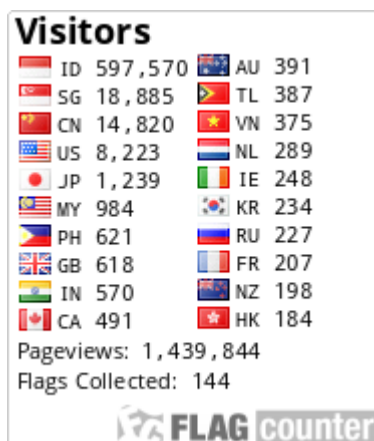 Visitors
ID 597,570 AU 391
SG 18,885 TL 387
CN 14,820 VN 375
US 8,223 NL 289
JP 1,239 IE 248
MY 984 KR 234
PH 621 RU 227
GB 618 FR 207
IN 570 NZ 198
CA 491 HK 184
Pageviews: 1,439,844
Flags Collected: 144
FC FLAG counter